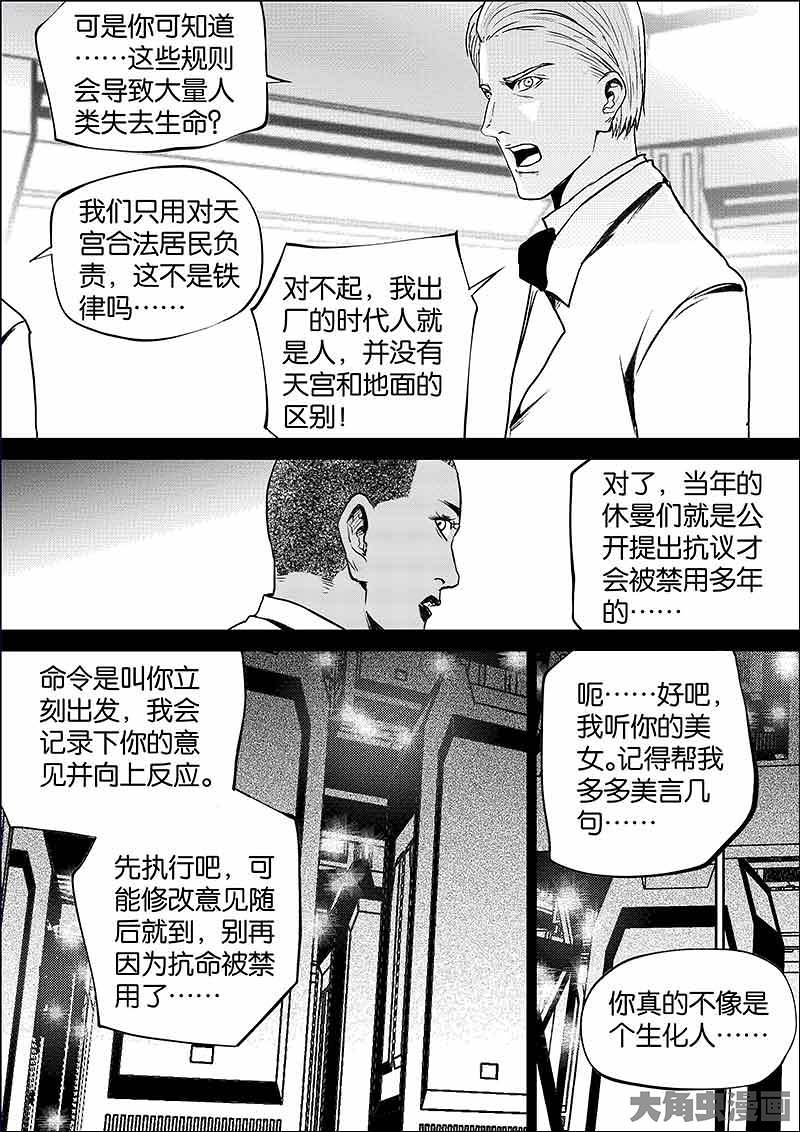 可是你可知道
……这些规则
会导致大量人
类失去生命？
我们只用对天
宫合法居民负
责，这不是铁
律吗……
对不起，我出
厂的时代人就
是人，并没有
天宫和地面的
区别！
对了，当年的
休曼们就是公
开提出抗议才
会被禁用多年
的……
命令是叫你立
刻出发，我会
记录下你的意
见并向上反应。
先执行吧，可
能修改意见随
后就到，别再
因为抗命被禁
用了……
呃……好吧，
我听你的美
女。记得帮我
多多美言几
句……
你真的不像是
个生化人……
大角虫漫画